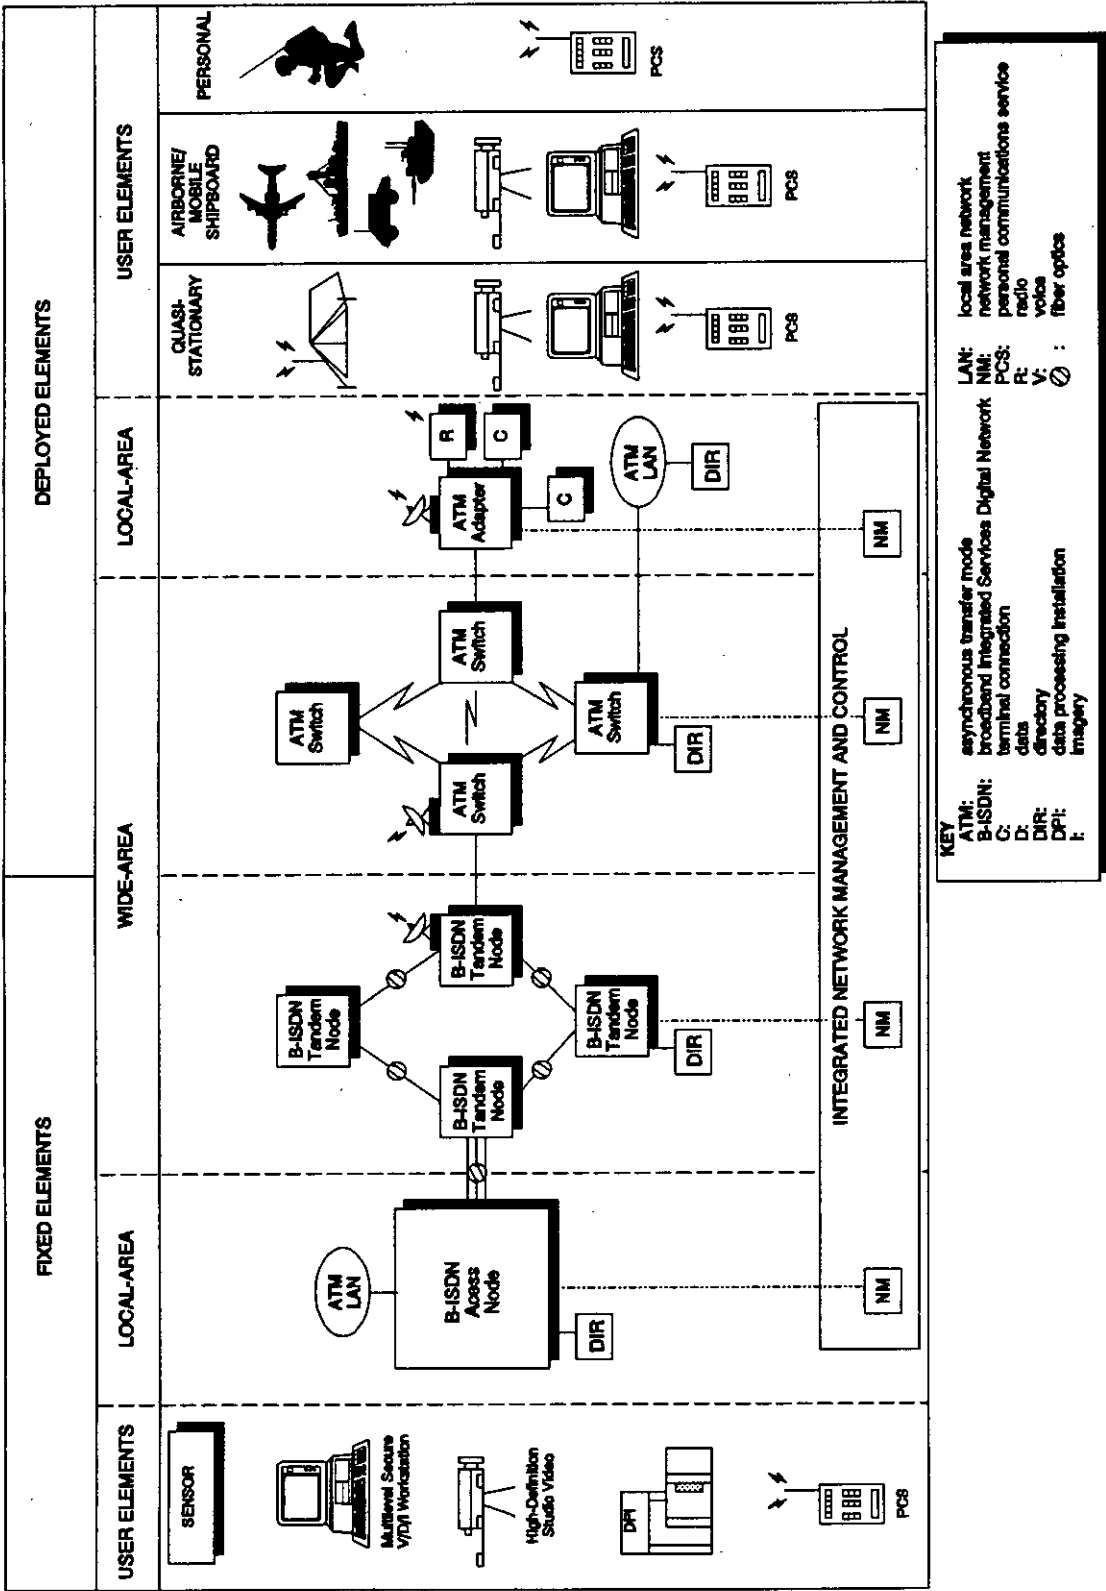 FIXED ELEMENTS
DEPLOYED ELEMENTS
USER ELEMENTS
LOCAL-AREA
WIDE-AREA
LOCAL-AREA
USER ELEMENTS
SENSOR
Multilevel Secure
V/D/I Workstation
High-Definition
Studio Video
DPI
PCS
ATM
LAN
B-ISDN
Acess
Node
DIR
NM
B-ISDN
Tandem
Node
B-ISDN
Tandem
Node
B-ISDN
Tandem
Node
B-ISDN
Tandem
Node
DIR
NM
ATM
Switch
ATM
Switch
ATM
Switch
ATM
Switch
DIR
NM
ATM
Adapter
R
C
C
ATM
LAN
DIR
NM
INTEGRATED NETWORK MANAGEMENT AND CONTROL
QUASI-
STATIONARY
PCS
AIRBORNE/
MOBILE
SHIPBOARD
PCS
PERSONAL
PCS
KEY
ATM: asynchronous transfer mode
B-ISDN: broadband Integrated Services Digital Network
C: terminal connection
D: data
DIR: directory
DPI: data processing installation
I: imagery
LAN: local area network
NM: network management
PCS: personal communications service
R: radio
V: voice
: fiber optics